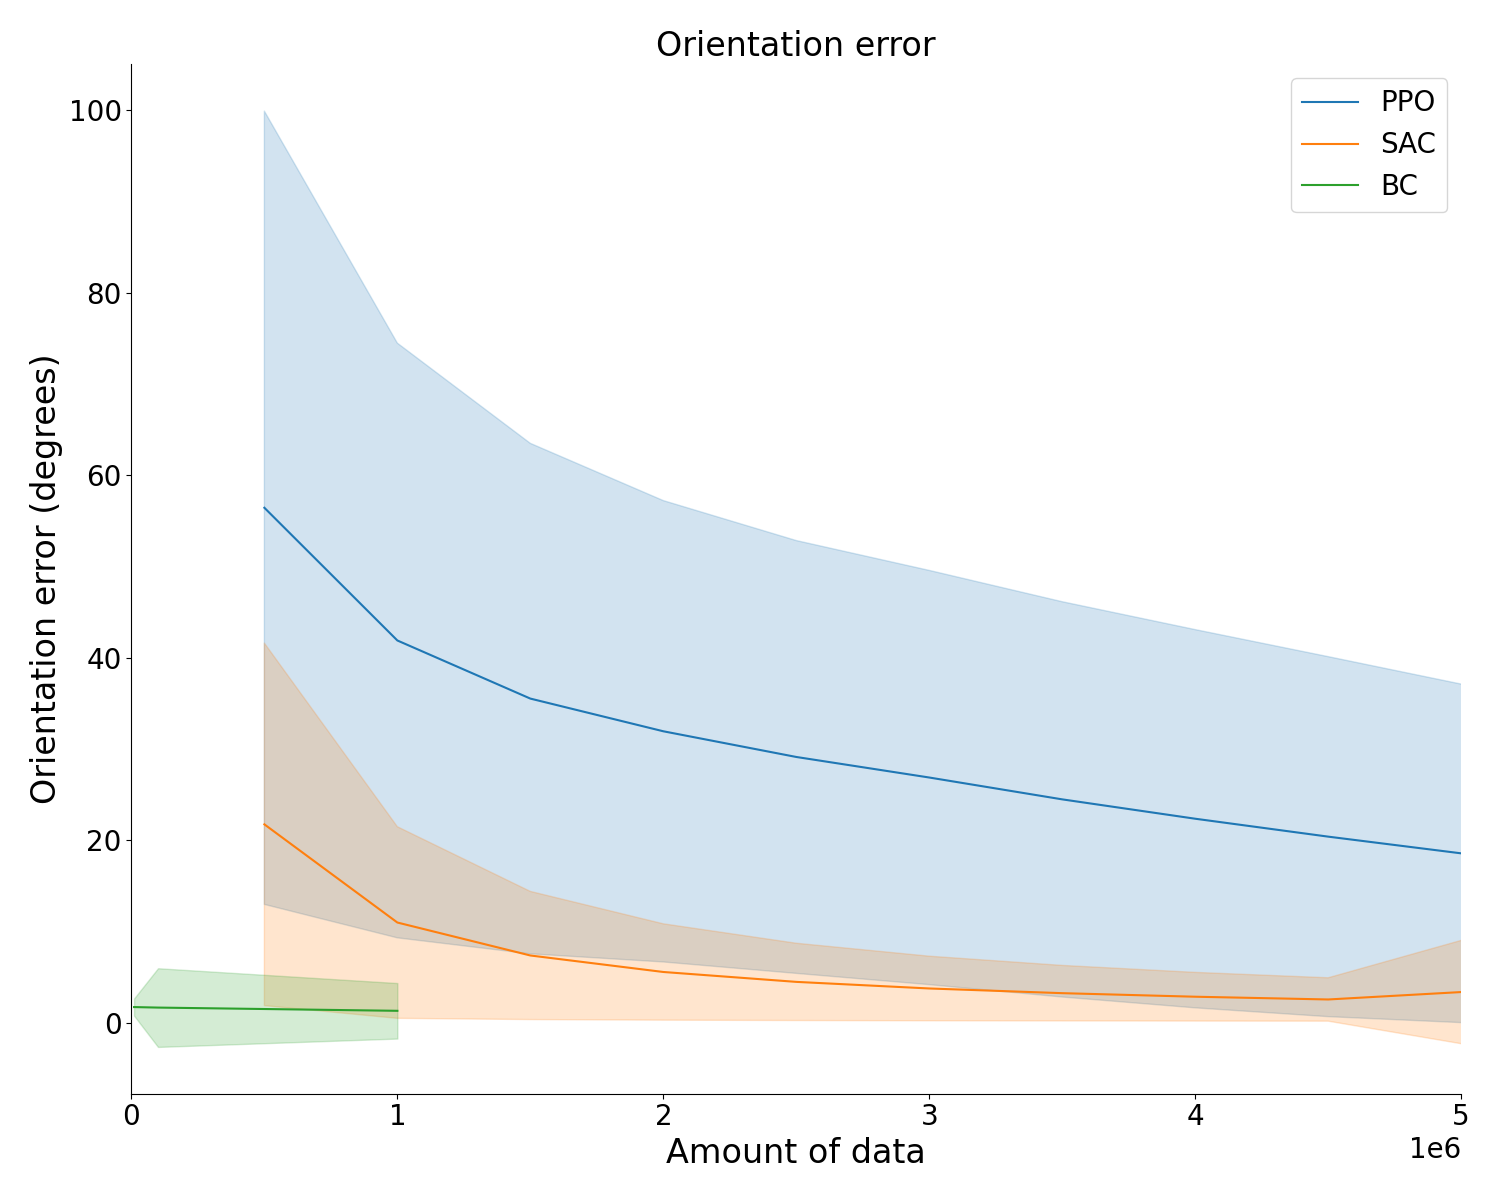 Orientation error
PPO
SAC
BC
Orientation error (degrees)
100
80
60
40
20
0
0 1 2 3 4 5
1e6
Amount of data